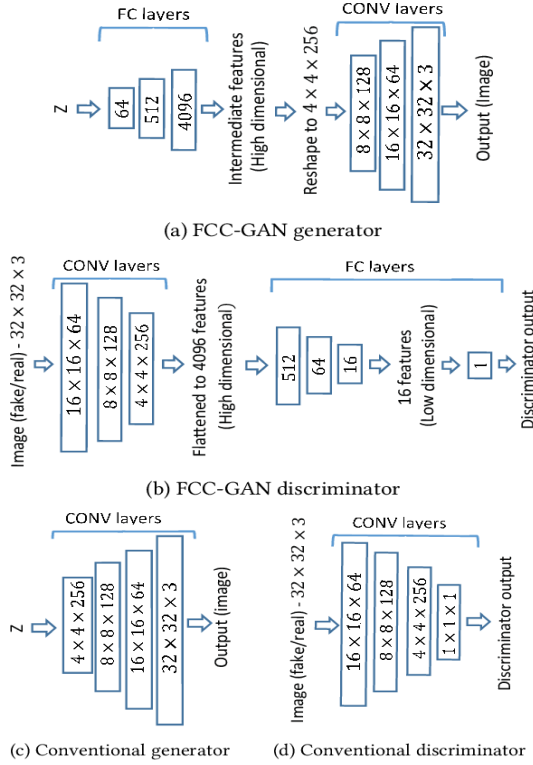 FC layers
CONV layers
Z
64
512
4096
Intermediate features
(High dimensional)
Reshape to 4 × 4 × 256
8 × 8 × 128
16 × 16 × 64
32 × 32 × 3
Output (Image)
(a) FCC-GAN generator
CONV layers
FC layers
Image (fake/real) - 32 × 32 × 3
16 × 16 × 64
8 × 8 × 128
4 × 4 × 256
Flattened to 4096 features
(High dimensional)
512
64
16
16 features
(Low dimensional)
1
Discriminator output
(b) FCC-GAN discriminator
CONV layers
Z
4 × 4 × 256
8 × 8 × 128
16 × 16 × 64
32 × 32 × 3
Output (image)
(c) Conventional generator
CONV layers
Image (fake/real) - 32 × 32 × 3
16 × 16 × 64
8 × 8 × 128
4 × 4 × 256
1 × 1 × 1
Discriminator output
(d) Conventional discriminator